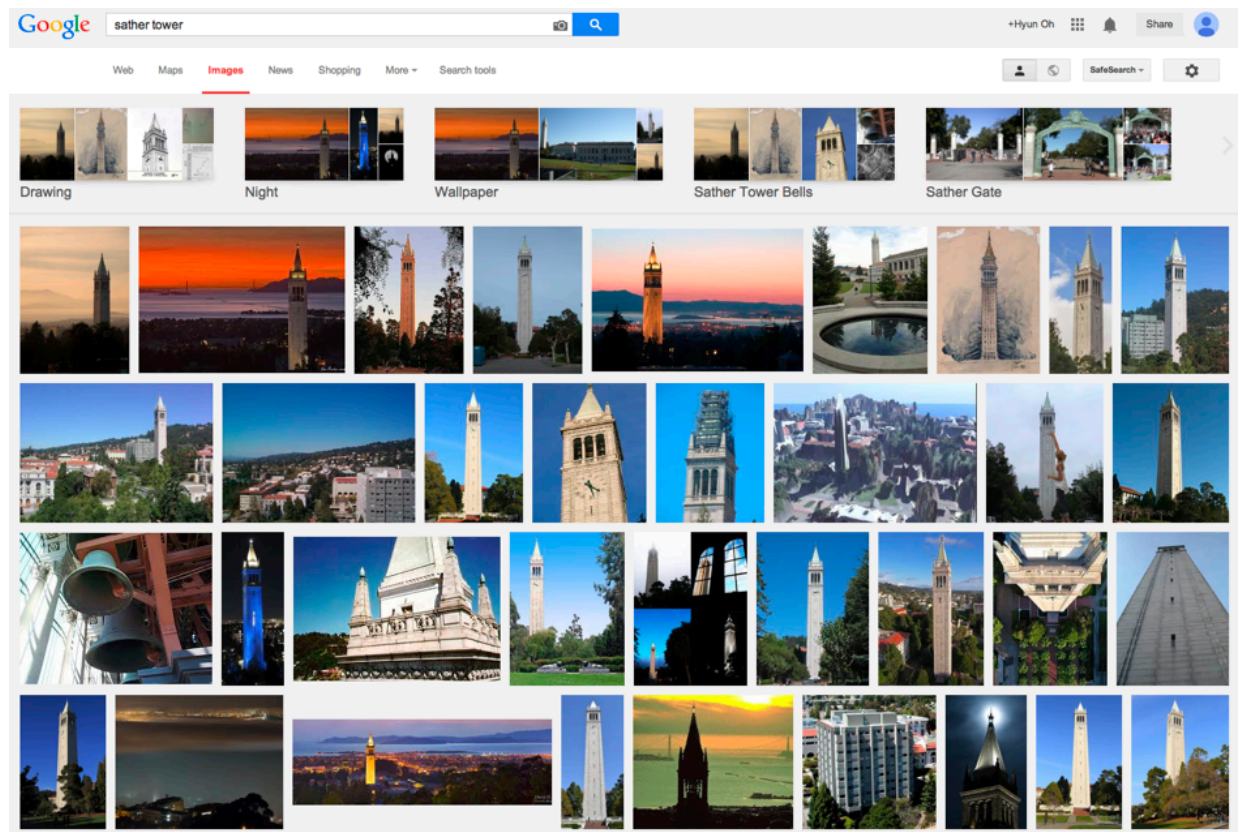 Google sather tower +Hyun Oh Share
Web Maps Images News Shopping More Search tools SafeSearch
Drawing Night Wallpaper Sather Tower Bells Sather Gate